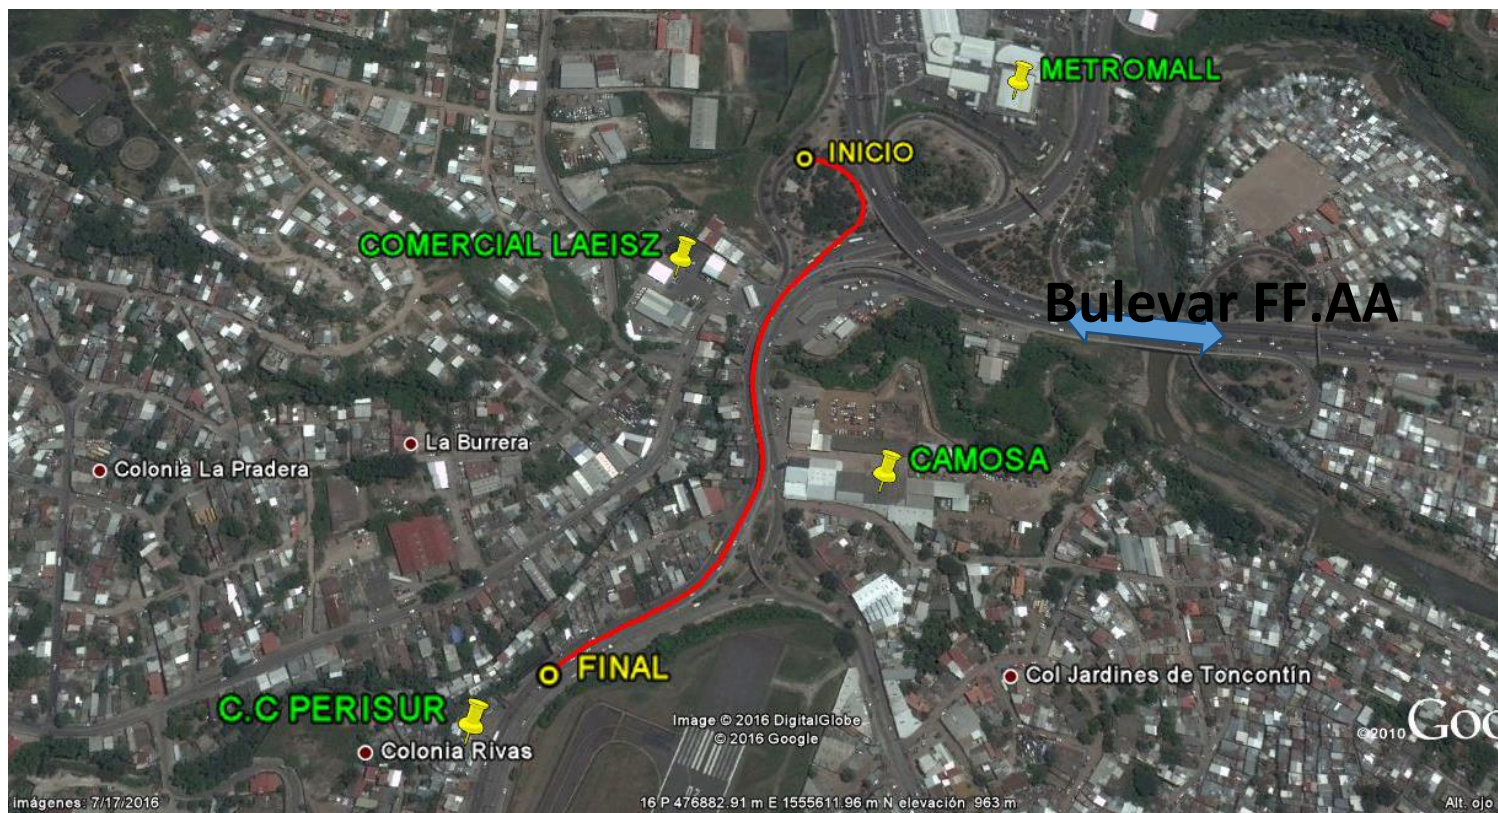 METROMALL
INICIO
COMERCIAL LAEISZ
Bulevar FF.AA
La Burrera
Colonia La Pradera
CAMOSA
FINAL
Col Jardines de Toncontín
C.C PERISUR
Colonia Rivas
Image © 2016 DigitalGlobe
© 2016 Google
©2010 Goo
imágenes: 7/17/2016
16 P 476882.91 m E 1555611.96 m N elevación 963 m
Alt. ojo